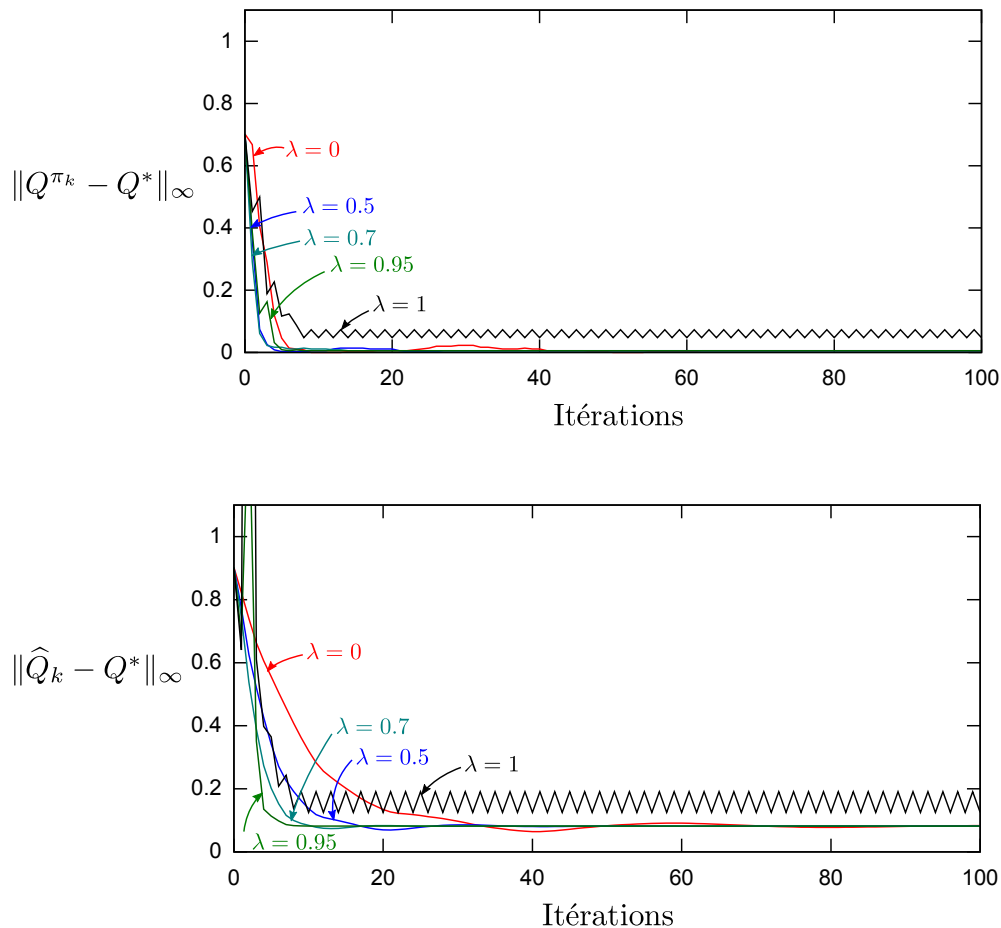 1
0.8
0.6
0.4
0.2
0
‖Q^{π_k} − Q*‖_∞
λ = 0
λ = 0.5
λ = 0.7
λ = 0.95
λ = 1
0 20 40 60 80 100
Itérations
1
0.8
0.6
0.4
0.2
0
‖Q̂_k − Q*‖_∞
λ = 0
λ = 0.7
λ = 0.5
λ = 1
λ = 0.95
0 20 40 60 80 100
Itérations